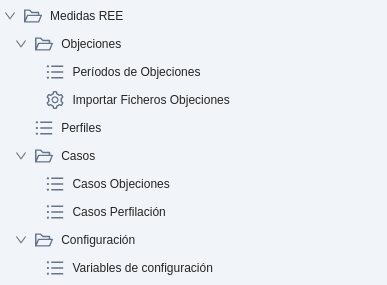 Medidas REE
Objeciones
Períodos de Objeciones
Importar Ficheros Objeciones
Perfiles
Casos
Casos Objeciones
Casos Perfilación
Configuración
Variables de configuración